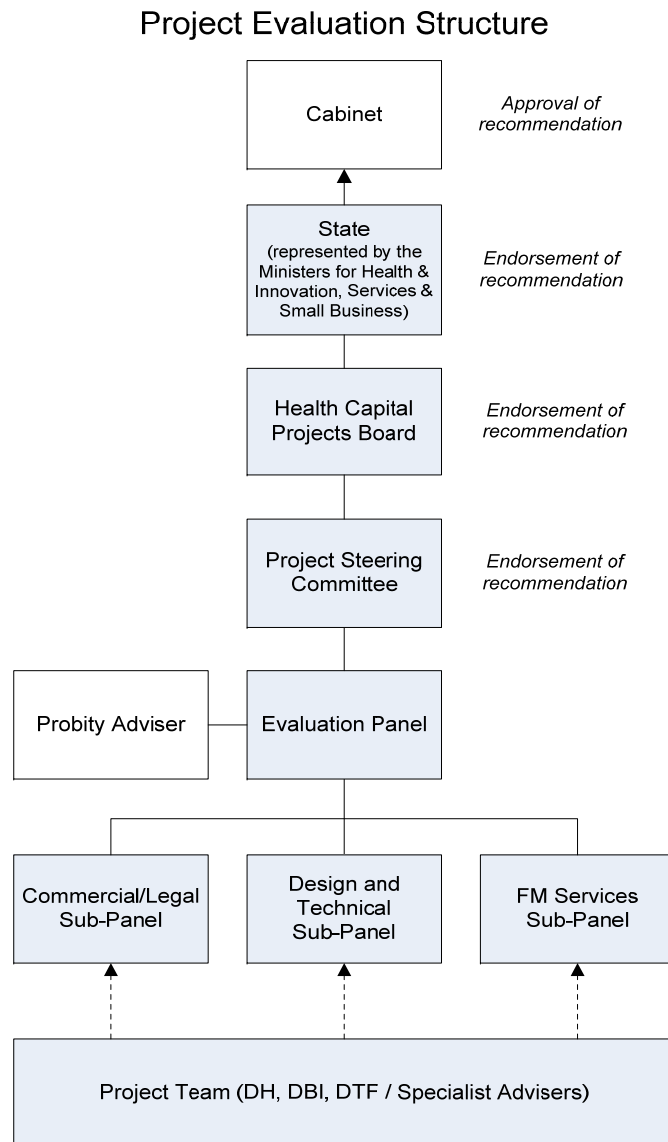 Project Evaluation Structure
Cabinet
Approval of
recommendation
State
(represented by the
Ministers for Health &
Innovation, Services &
Small Business)
Endorsement of
recommendation
Health Capital
Projects Board
Endorsement of
recommendation
Project Steering
Committee
Endorsement of
recommendation
Probity Adviser
Evaluation Panel
Commercial/Legal
Sub-Panel
Design and
Technical
Sub-Panel
FM Services
Sub-Panel
Project Team (DH, DBI, DTF / Specialist Advisers)